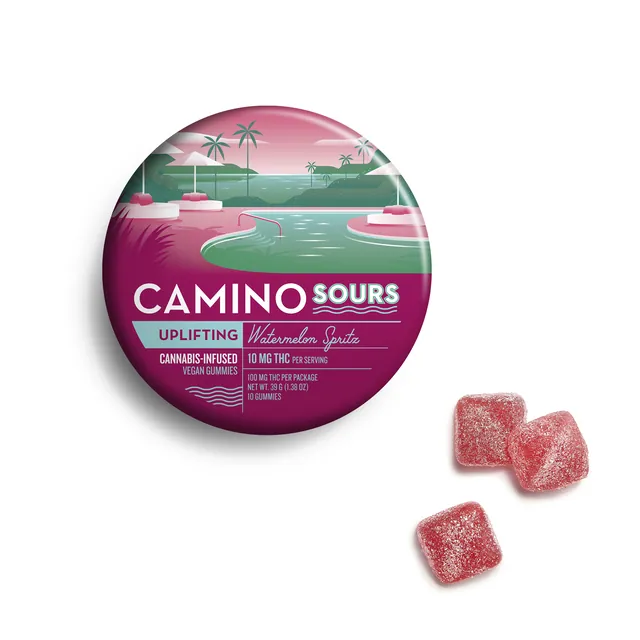 CAMINO SOURS
UPLIFTING Watermelon Spritz
CANNABIS-INFUSED
VEGAN GUMMIES
10 MG THC PER SERVING
100 MG THC PER PACKAGE
NET WT. 39 G (1.38 OZ)
10 GUMMIES